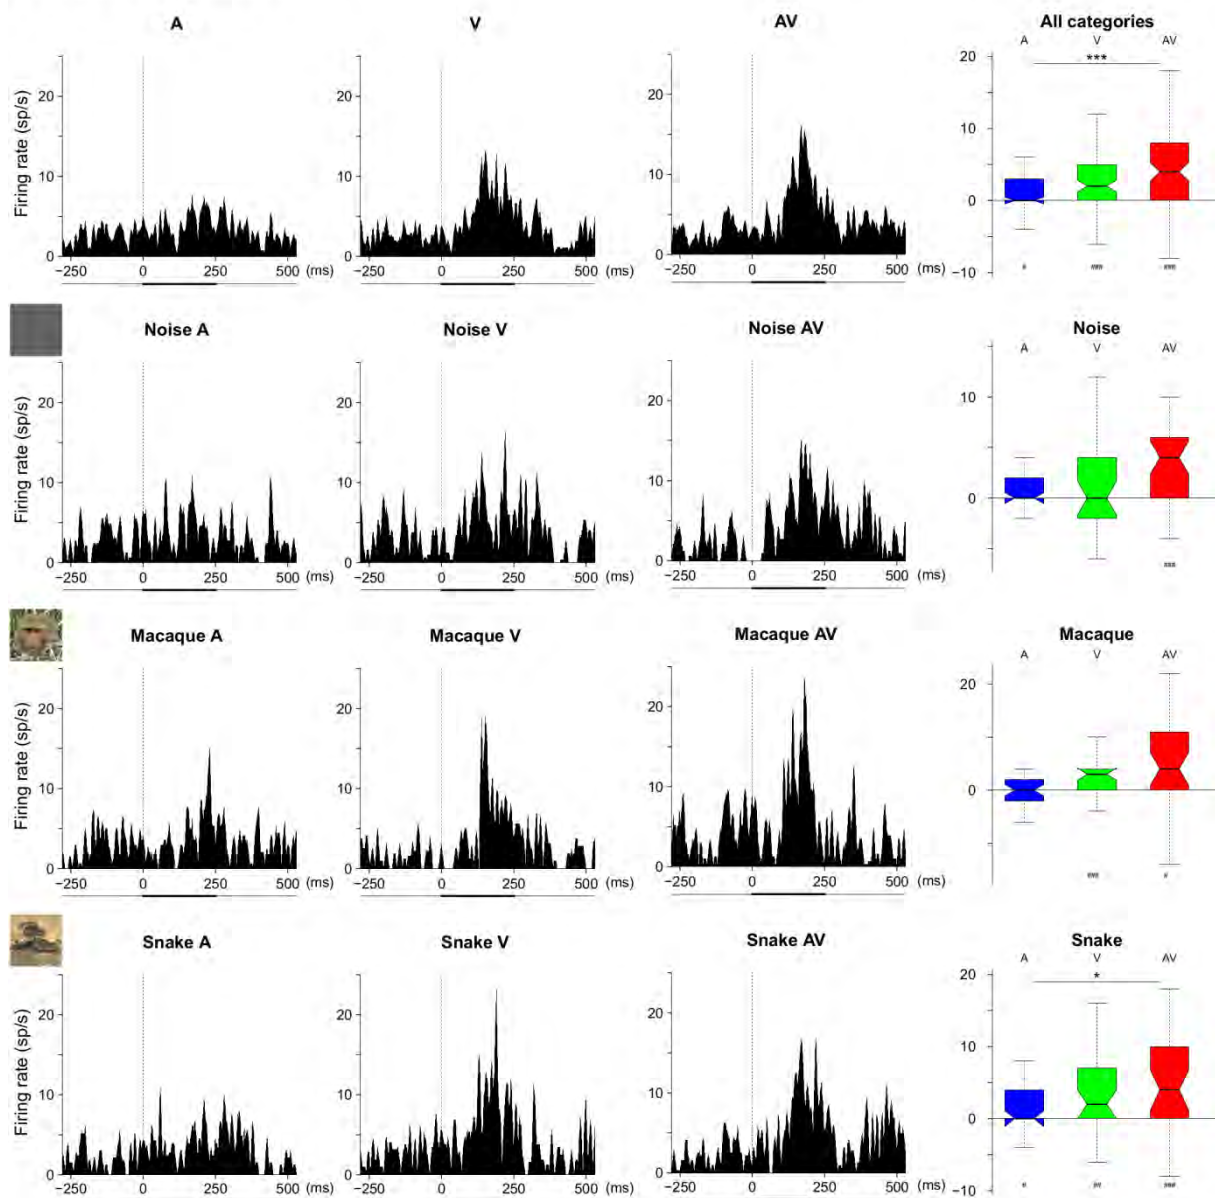 A V AV All categories
A V AV
***
Firing rate (sp/s)
20 20 20 20
10 10 10 10
0 0 0 0
−10
−250 0 250 500 (ms) −250 0 250 500 (ms) −250 0 250 500 (ms)
# ### ###
Noise A Noise V Noise AV Noise
A V AV
Firing rate (sp/s)
20 20 20
10 10 10 10
0 0 0 0
−250 0 250 500 (ms) −250 0 250 500 (ms) −250 0 250 500 (ms)
###
Macaque A Macaque V Macaque AV Macaque
A V AV
Firing rate (sp/s)
20 20 20 20
10 10 10 10
0 0 0 0
−250 0 250 500 (ms) −250 0 250 500 (ms) −250 0 250 500 (ms)
### #
Snake A Snake V Snake AV Snake
A V AV
*
Firing rate (sp/s)
20 20 20 20
10 10 10 10
0 0 0 0
−10
−250 0 250 500 (ms) −250 0 250 500 (ms) −250 0 250 500 (ms)
# ## ###